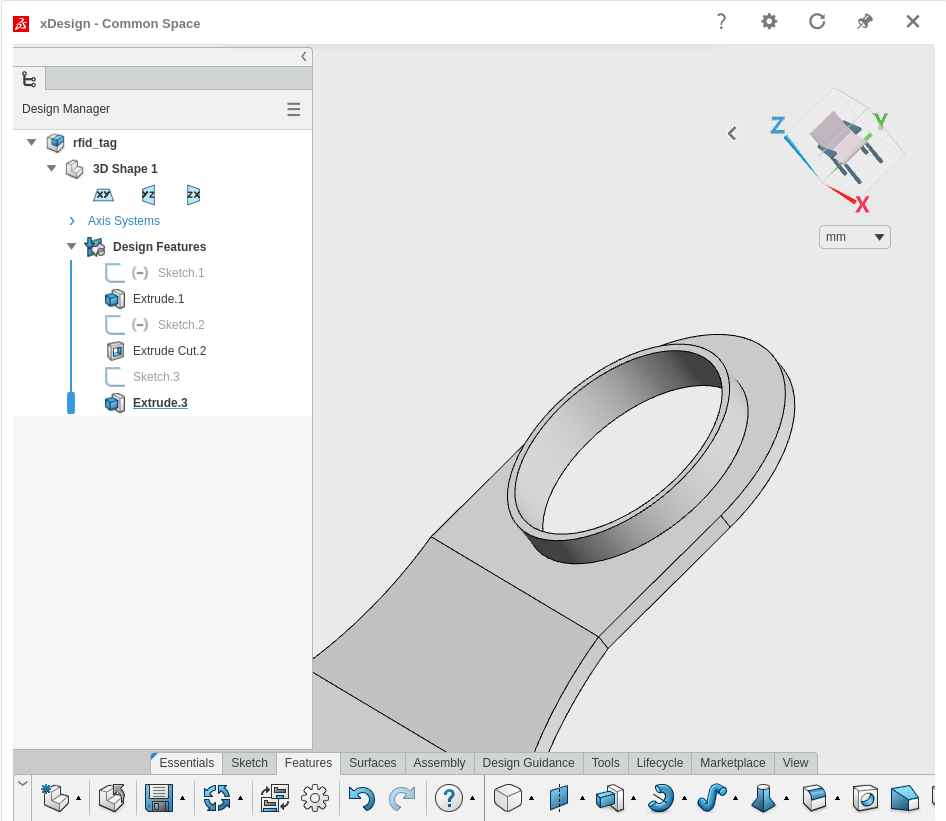 xDesign - Common Space
?
Design Manager
rfid_tag
3D Shape 1
XY YZ ZX
Axis Systems
Design Features
(-) Sketch.1
Extrude.1
(-) Sketch.2
Extrude Cut.2
Sketch.3
Extrude.3
Z Y
X
mm
Essentials Sketch Features Surfaces Assembly Design Guidance Tools Lifecycle Marketplace View
?